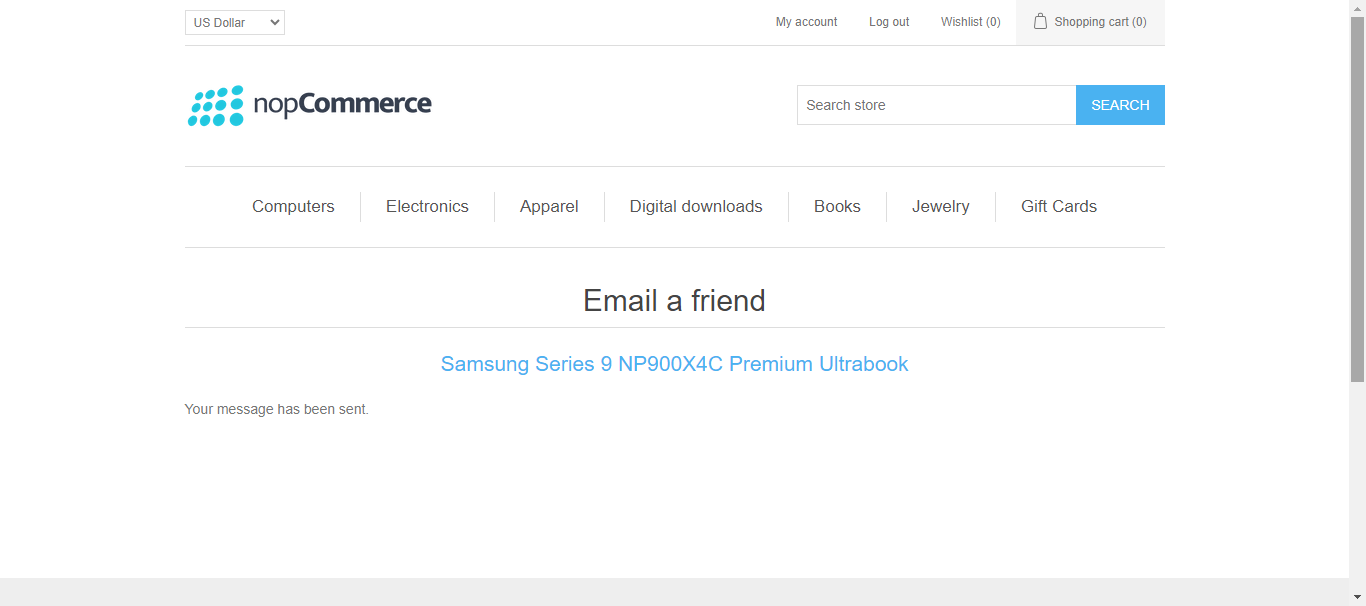 US Dollar
My account
Log out
Wishlist (0)
Shopping cart (0)
nopCommerce
Search store
SEARCH
Computers
Electronics
Apparel
Digital downloads
Books
Jewelry
Gift Cards
Email a friend
Samsung Series 9 NP900X4C Premium Ultrabook
Your message has been sent.